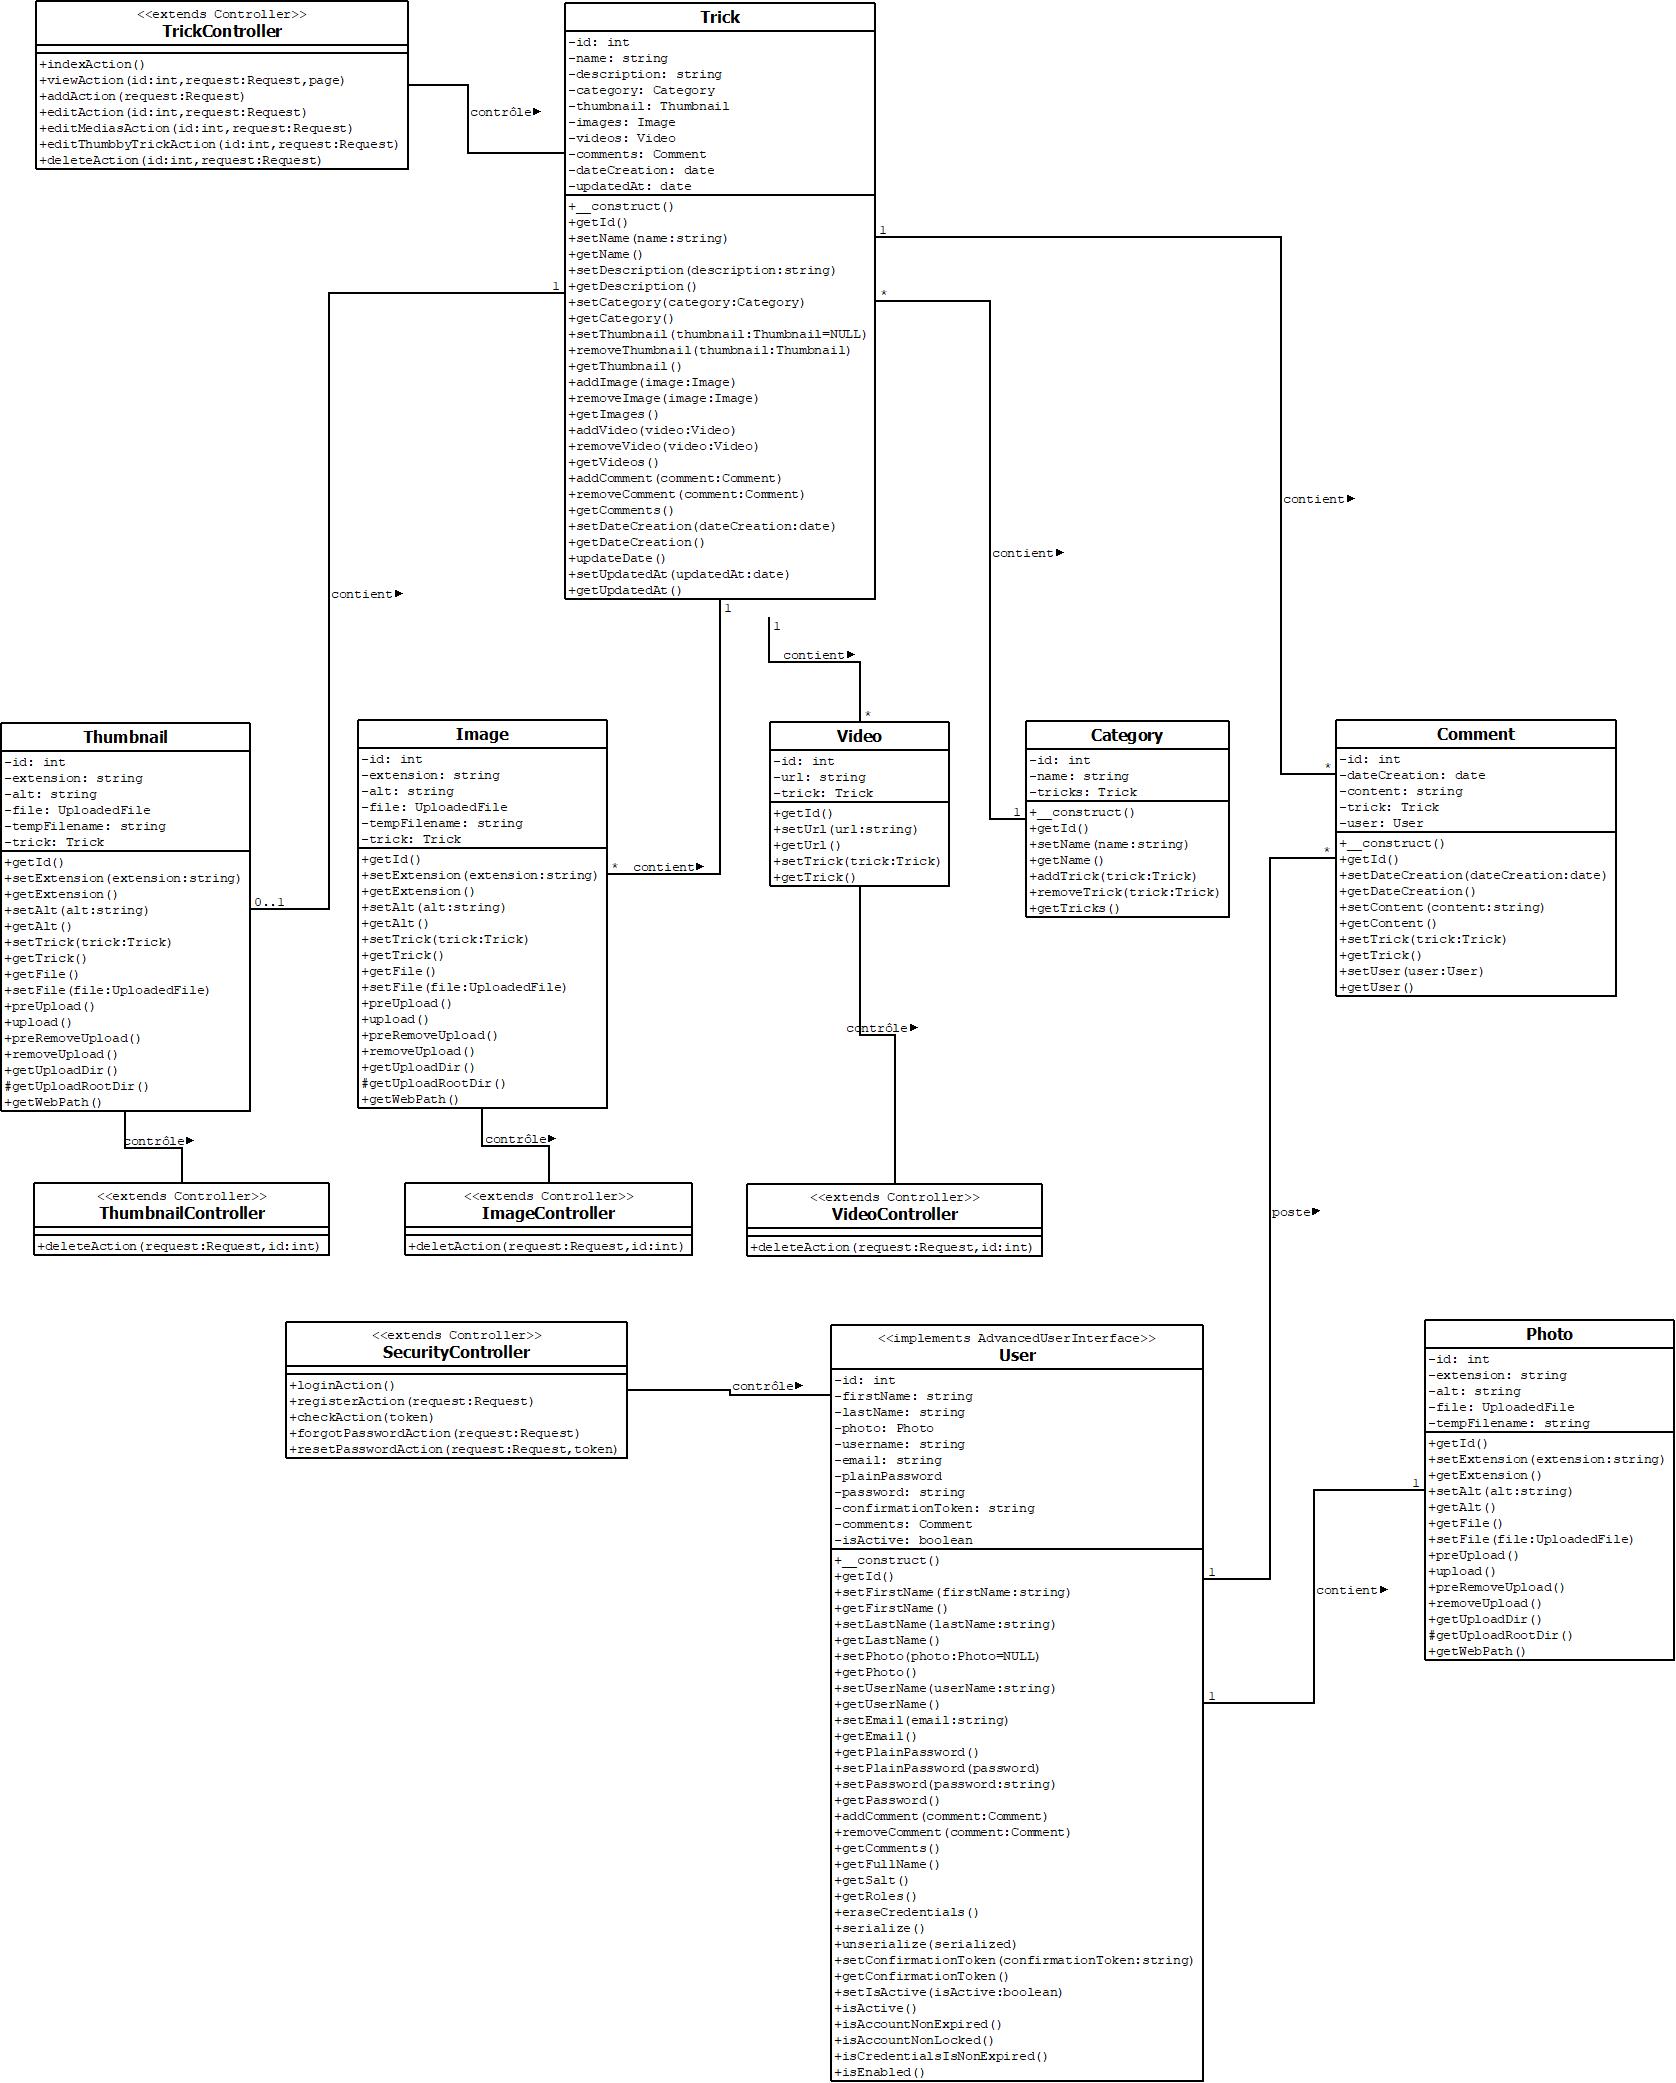 <<extends Controller>>
TrickController
+indexAction()
+viewAction(id:int,request:Request,page)
+addAction(request:Request)
+editAction(id:int,request:Request)
+editMediasAction(id:int,request:Request)
+editThumbbyTrickAction(id:int,request:Request)
+deleteAction(id:int,request:Request)
contrôle►
Trick
-id: int
-name: string
-description: string
-category: Category
-thumbnail: Thumbnail
-images: Image
-videos: Video
-comments: Comment
-dateCreation: date
-updatedAt: date
+__construct()
+getId()
+setName(name:string)
+getName()
+setDescription(description:string)
+getDescription()
+setCategory(category:Category)
+getCategory()
+setThumbnail(thumbnail:Thumbnail=NULL)
+removeThumbnail(thumbnail:Thumbnail)
+getThumbnail()
+addImage(image:Image)
+removeImage(image:Image)
+getImages()
+addVideo(video:Video)
+removeVideo(video:Video)
+getVideos()
+addComment(comment:Comment)
+removeComment(comment:Comment)
+getComments()
+setDateCreation(dateCreation:date)
+getDateCreation()
+updateDate()
+setUpdatedAt(updatedAt:date)
+getUpdatedAt()
1
1
*
contient►
contient►
contient►
1
1
contient►
*
Thumbnail
-id: int
-extension: string
-alt: string
-file: UploadedFile
-tempFilename: string
-trick: Trick
+getId()
+setExtension(extension:string)
+getExtension()
+setAlt(alt:string)
+getAlt()
+setTrick(trick:Trick)
+getTrick()
+getFile()
+setFile(file:UploadedFile)
+preUpload()
+upload()
+preRemoveUpload()
+removeUpload()
+getUploadDir()
#getUploadRootDir()
+getWebPath()
0..1
Image
-id: int
-extension: string
-alt: string
-file: UploadedFile
-tempFilename: string
-trick: Trick
+getId()
+setExtension(extension:string)
+getExtension()
+setAlt(alt:string)
+getAlt()
+setTrick(trick:Trick)
+getTrick()
+getFile()
+setFile(file:UploadedFile)
+preUpload()
+upload()
+preRemoveUpload()
+removeUpload()
+getUploadDir()
#getUploadRootDir()
+getWebPath()
* contient►
Video
-id: int
-url: string
-trick: Trick
+getId()
+setUrl(url:string)
+getUrl()
+setTrick(trick:Trick)
+getTrick()
Category
-id: int
-name: string
-tricks: Trick
+__construct()
+getId()
+setName(name:string)
+getName()
+addTrick(trick:Trick)
+removeTrick(trick:Trick)
+getTricks()
1
Comment
-id: int
-dateCreation: date
-content: string
-trick: Trick
-user: User
+__construct()
+getId()
+setDateCreation(dateCreation:date)
+getDateCreation()
+setContent(content:string)
+getContent()
+setTrick(trick:Trick)
+getTrick()
+setUser(user:User)
+getUser()
*
*
contrôle►
contrôle►
contrôle►
<<extends Controller>>
ThumbnailController
+deleteAction(request:Request,id:int)
<<extends Controller>>
ImageController
+deletAction(request:Request,id:int)
<<extends Controller>>
VideoController
+deleteAction(request:Request,id:int)
poste►
<<extends Controller>>
SecurityController
+loginAction()
+registerAction(request:Request)
+checkAction(token)
+forgotPasswordAction(request:Request)
+resetPasswordAction(request:Request,token)
contrôle►
<<implements AdvancedUserInterface>>
User
-id: int
-firstName: string
-lastName: string
-photo: Photo
-username: string
-email: string
-plainPassword
-password: string
-confirmationToken: string
-comments: Comment
-isActive: boolean
+__construct()
+getId()
+setFirstName(firstName:string)
+getFirstName()
+setLastName(lastName:string)
+getLastName()
+setPhoto(photo:Photo=NULL)
+getPhoto()
+setUserName(userName:string)
+getUserName()
+setEmail(email:string)
+getEmail()
+getPlainPassword()
+setPlainPassword(password)
+setPassword(password:string)
+getPassword()
+addComment(comment:Comment)
+removeComment(comment:Comment)
+getComments()
+getFullName()
+getSalt()
+getRoles()
+eraseCredentials()
+serialize()
+unserialize(serialized)
+setConfirmationToken(confirmationToken:string)
+getConfirmationToken()
+setIsActive(isActive:boolean)
+isActive()
+isAccountNonExpired()
+isAccountNonLocked()
+isCredentialsIsNonExpired()
+isEnabled()
1
1
contient►
1
Photo
-id: int
-extension: string
-alt: string
-file: UploadedFile
-tempFilename: string
+getId()
+setExtension(extension:string)
+getExtension()
+setAlt(alt:string)
+getAlt()
+getFile()
+setFile(file:UploadedFile)
+preUpload()
+upload()
+preRemoveUpload()
+removeUpload()
+getUploadDir()
#getUploadRootDir()
+getWebPath()